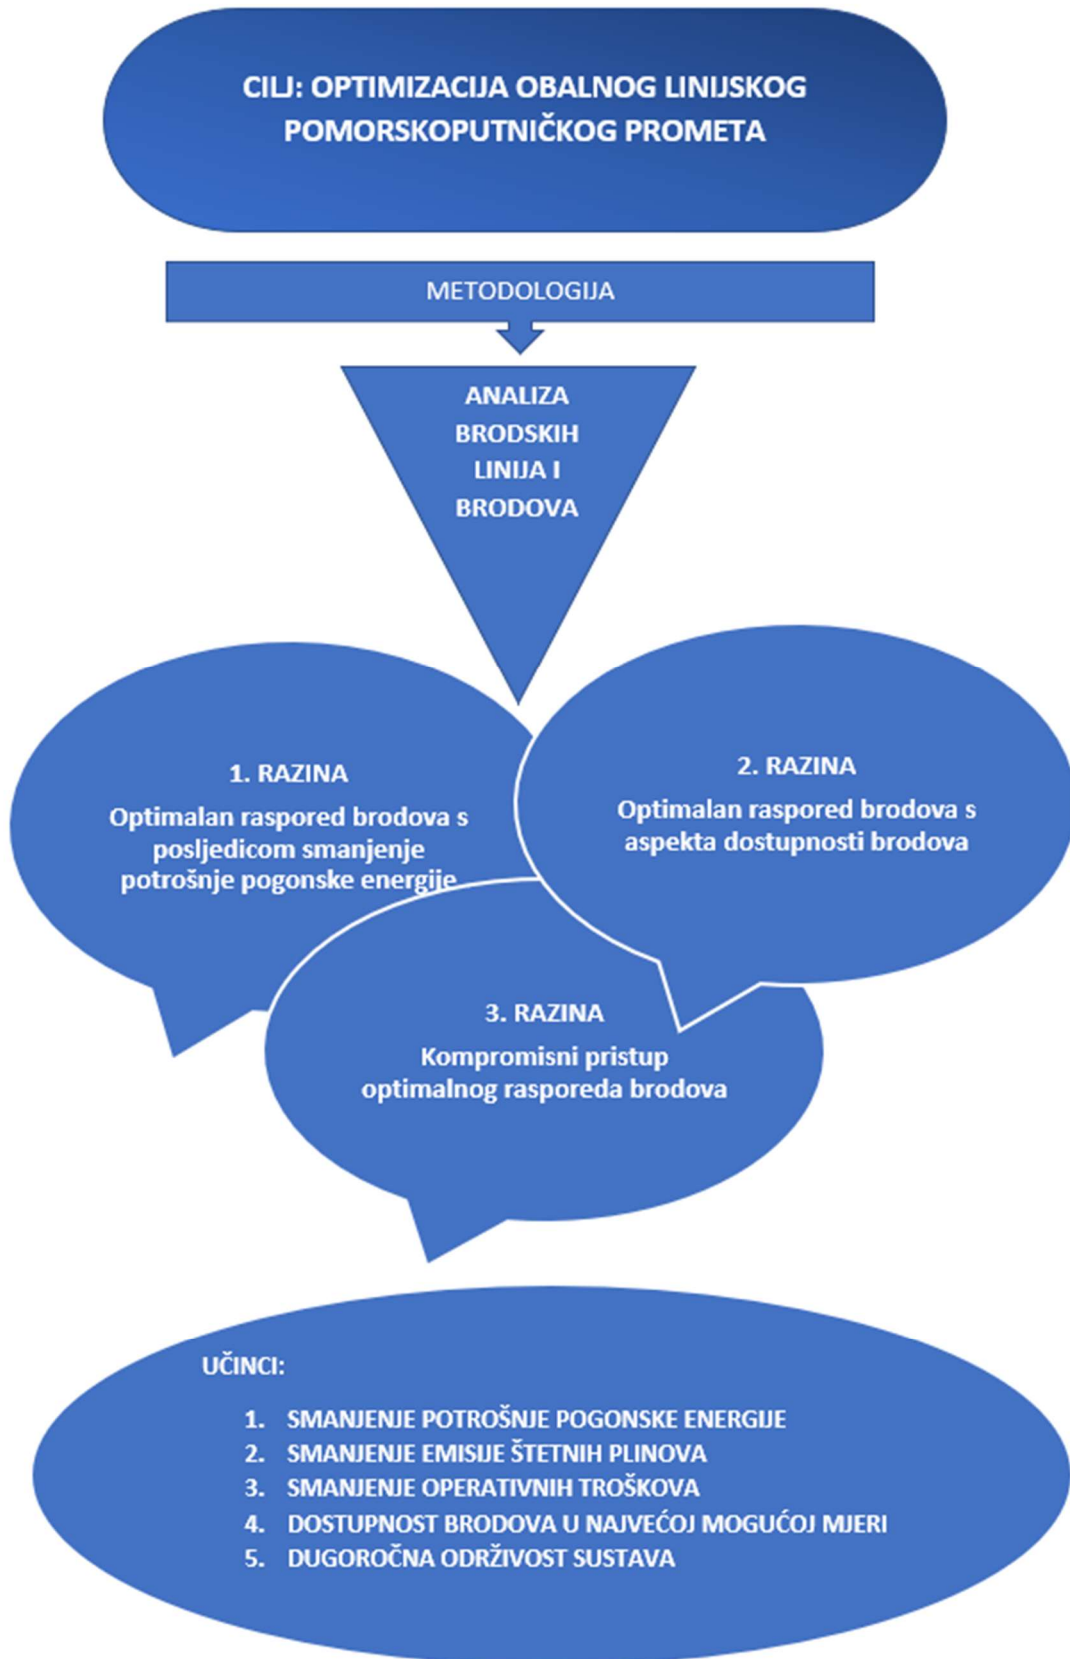 CILJ: OPTIMIZACIJA OBALNOG LINIJSKOG
POMORSKOPUTNIČKOG PROMETA
METODOLOGIJA
ANALIZA
BRODSKIH
LINIJA I
BRODOVA
1. RAZINA
Optimalan raspored brodova s
posljedicom smanjenje
potrošnje pogonske energije
2. RAZINA
Optimalan raspored brodova s
aspekta dostupnosti brodova
3. RAZINA
Kompromisni pristup
optimalnog rasporeda brodova
UČINCI:
1. SMANJENJE POTROŠNJE POGONSKE ENERGIJE
2. SMANJENJE EMISIJE ŠTETNIH PLINOVA
3. SMANJENJE OPERATIVNIH TROŠKOVA
4. DOSTUPNOST BRODOVA U NAJVEĆOJ MOGUĆOJ MJERI
5. DUGOROČNA ODRŽIVOST SUSTAVA